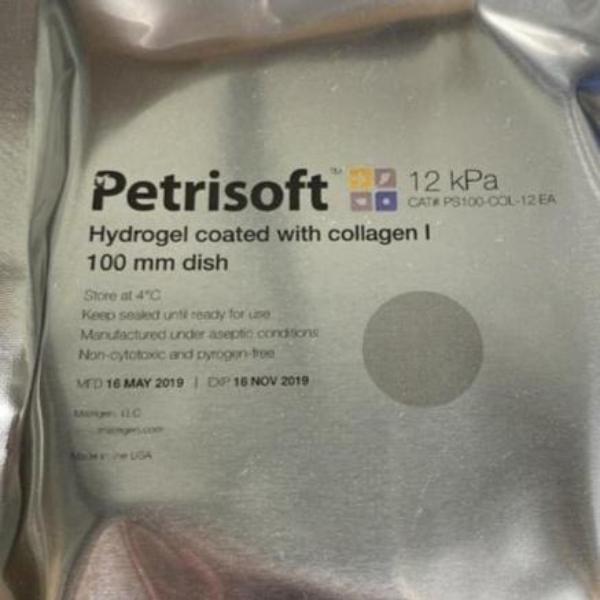 Petrisoft™ 12 kPa
CAT# PS100-COL-12 EA
Hydrogel coated with collagen I
100 mm dish
Store at 4°C
Keep sealed until ready for use
Manufactured under aseptic conditions
Non-cytotoxic and pyrogen-free
MFD 16 MAY 2019 | EXP 16 NOV 2019
Matrigen, LLC
Made in the USA